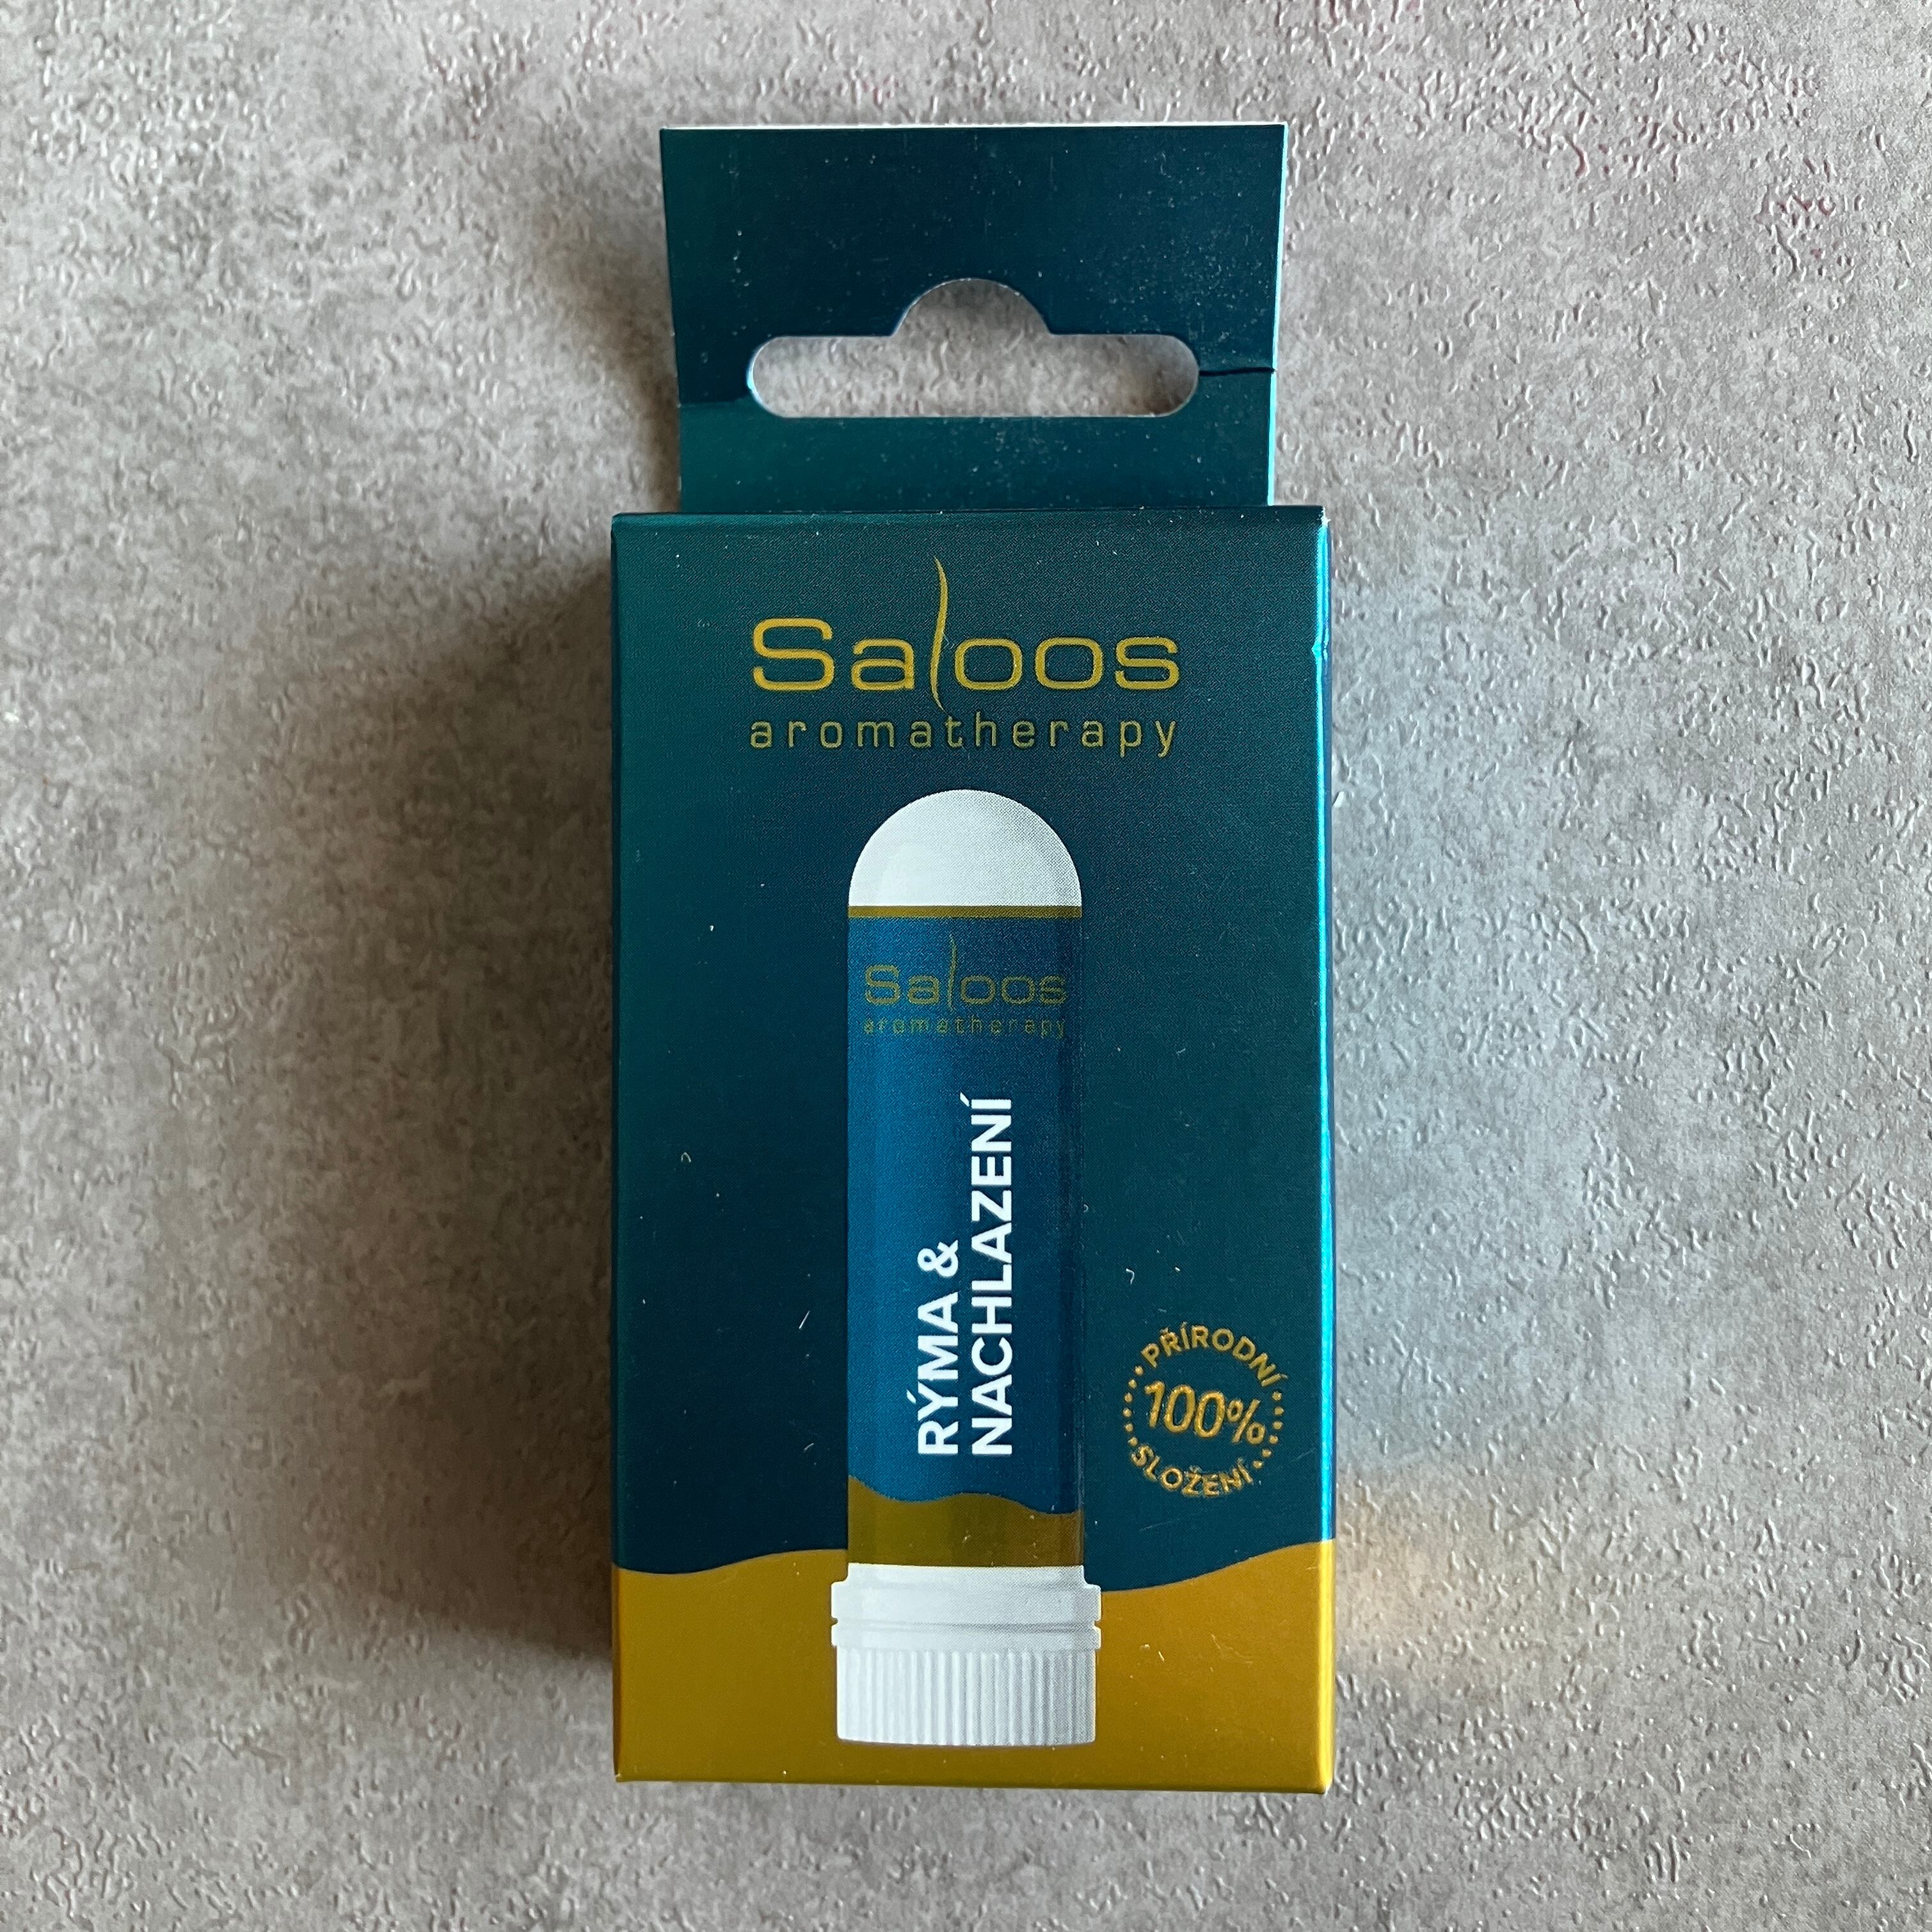 Saloos
aromatherapy
Saloos
aromatherapy
RÝMA &
NACHLAZENÍ
PŘÍRODNÍ
100%
SLOŽENÍ